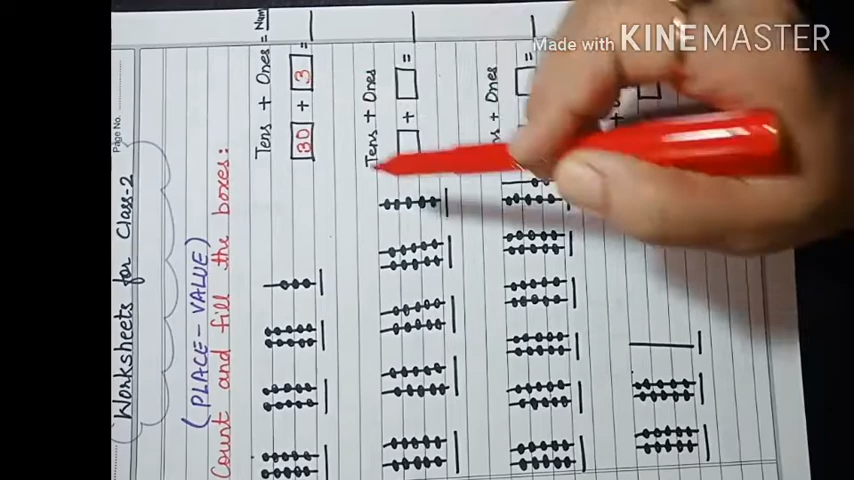 Made with KINEMASTER
Page No.
Worksheets for Class-2
(PLACE-VALUE)
Count and fill the boxes:
Tens + Ones = Num
30 + 3 =
Tens + Ones
+ =
+ Ones